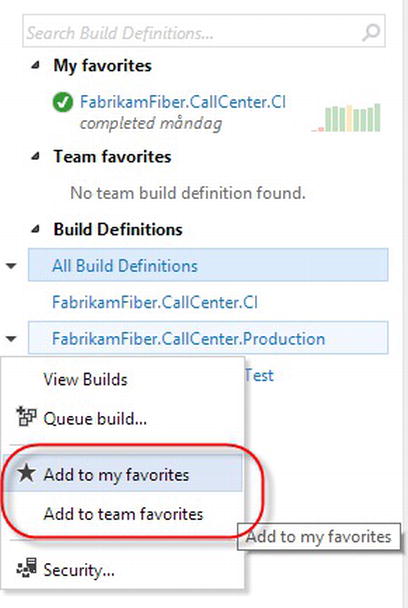 Search Build Definitions...
My favorites
FabrikamFiber.CallCenter.CI
completed måndag
Team favorites
No team build definition found.
Build Definitions
All Build Definitions
FabrikamFiber.CallCenter.CI
FabrikamFiber.CallCenter.Production
Test
View Builds
Queue build...
Add to my favorites
Add to team favorites
Add to my favorites
Security...